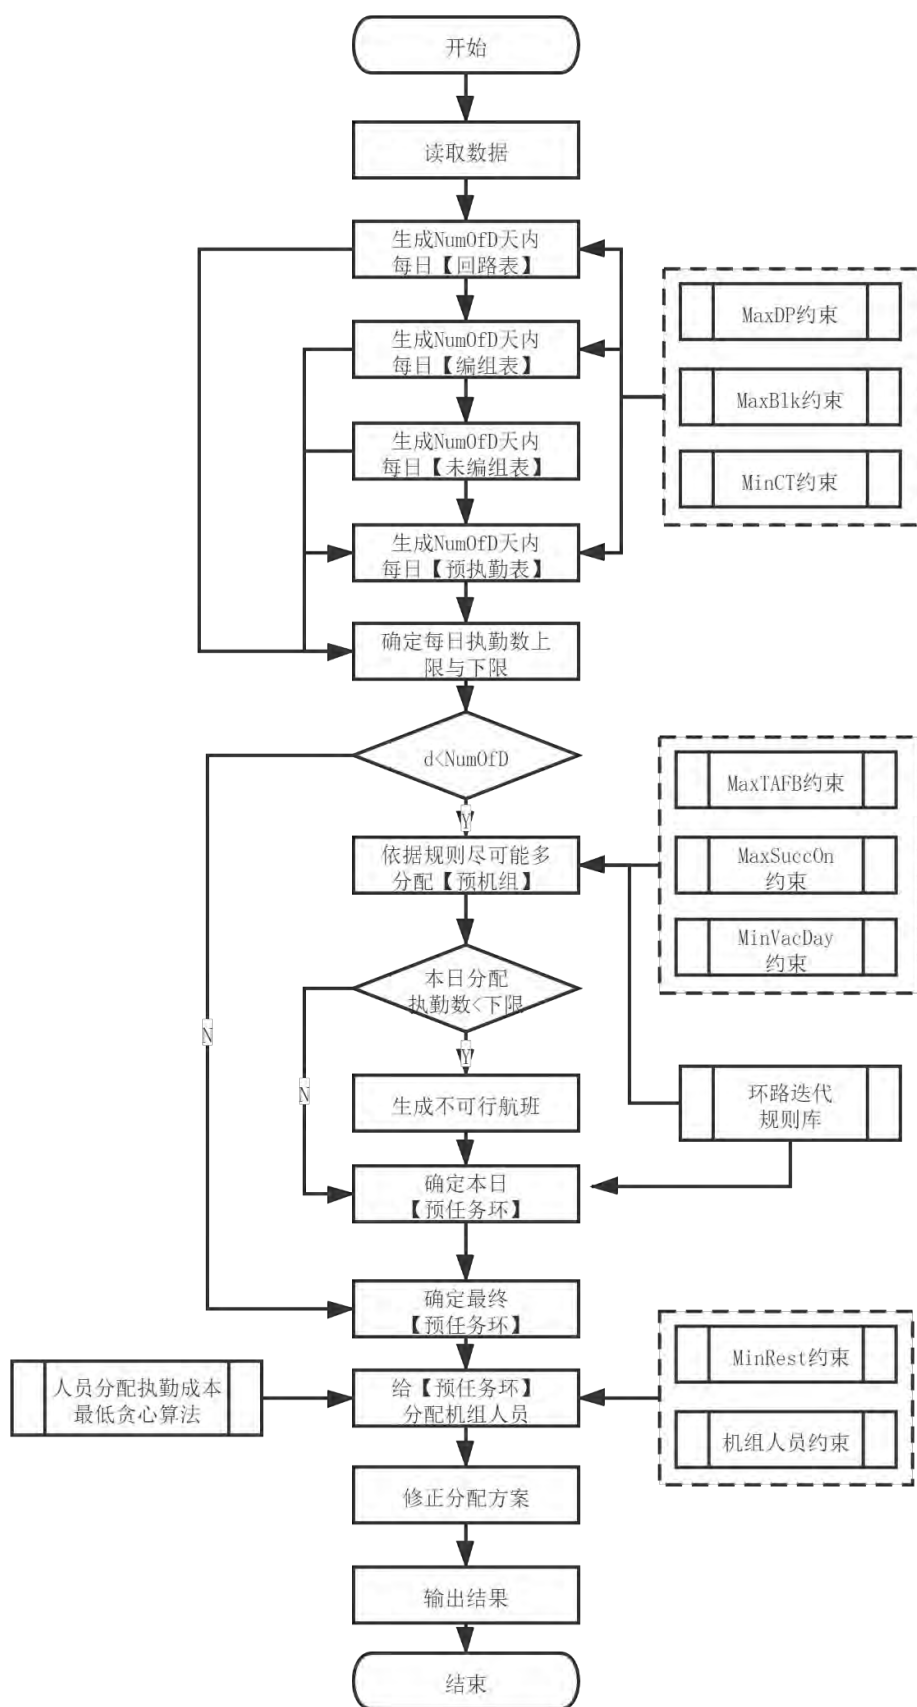 开始
读取数据
生成NumOfD天内
每日【回路表】
生成NumOfD天内
每日【编组表】
生成NumOfD天内
每日【未编组表】
生成NumOfD天内
每日【预执勤表】
确定每日执勤数上
限与下限
MaxDP约束
MaxBlk约束
MinCT约束
d<NumOfD
Y
N
依据规则尽可能多
分配【预机组】
MaxTAFB约束
MaxSuccOn
约束
MinVacDay
约束
本日分配
执勤数<下限
Y
N
生成不可行航班
环路迭代
规则库
确定本日
【预任务环】
确定最终
【预任务环】
人员分配执勤成本
最低贪心算法
给【预任务环】
分配机组人员
MinRest约束
机组人员约束
修正分配方案
输出结果
结束